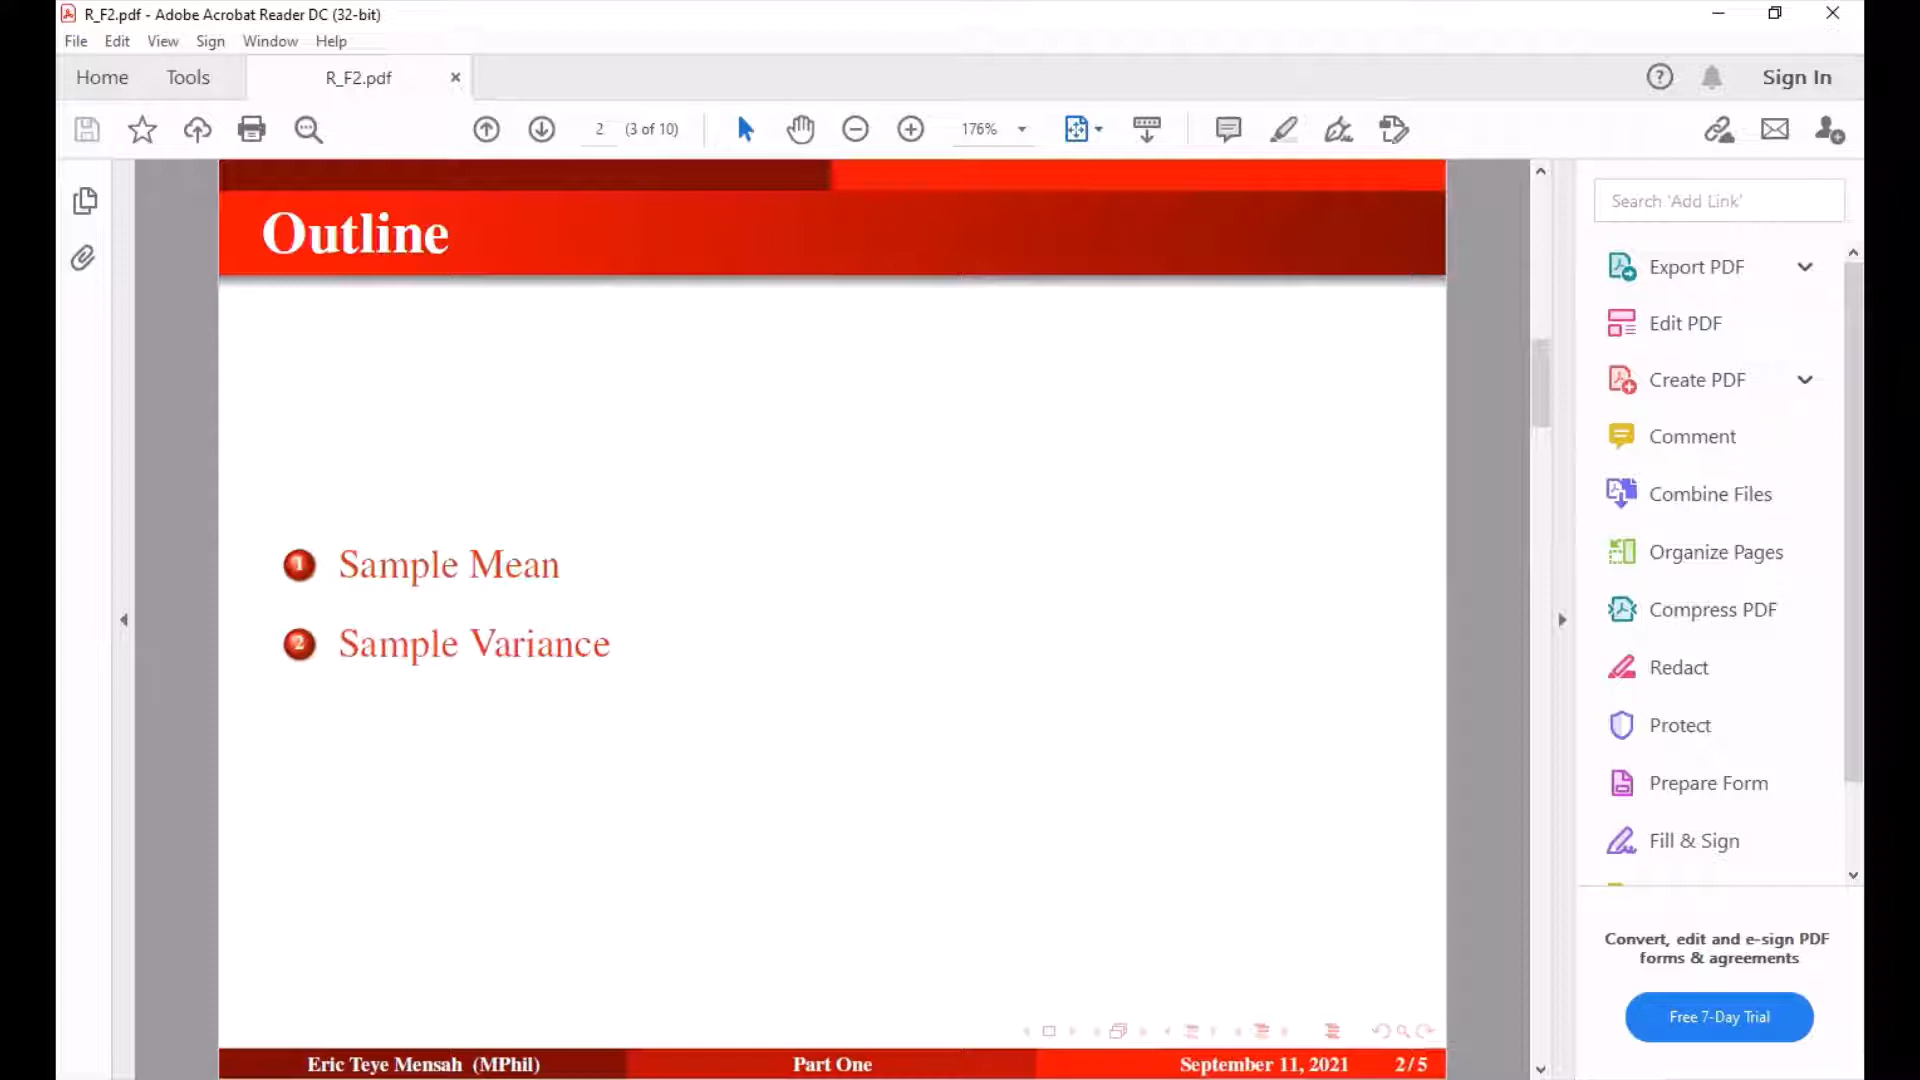 R_F2.pdf - Adobe Acrobat Reader DC (32-bit)
File Edit View Sign Window Help
Home Tools R_F2.pdf Sign In
2 (3 of 10) 176%
Outline
1 Sample Mean
2 Sample Variance
Eric Teye Mensah (MPhil) Part One September 11, 2021 2/5
Search 'Add Link'
Export PDF
Edit PDF
Create PDF
Comment
Combine Files
Organize Pages
Compress PDF
Redact
Protect
Prepare Form
Fill & Sign
Convert, edit and e-sign PDF
forms & agreements
Free 7-Day Trial